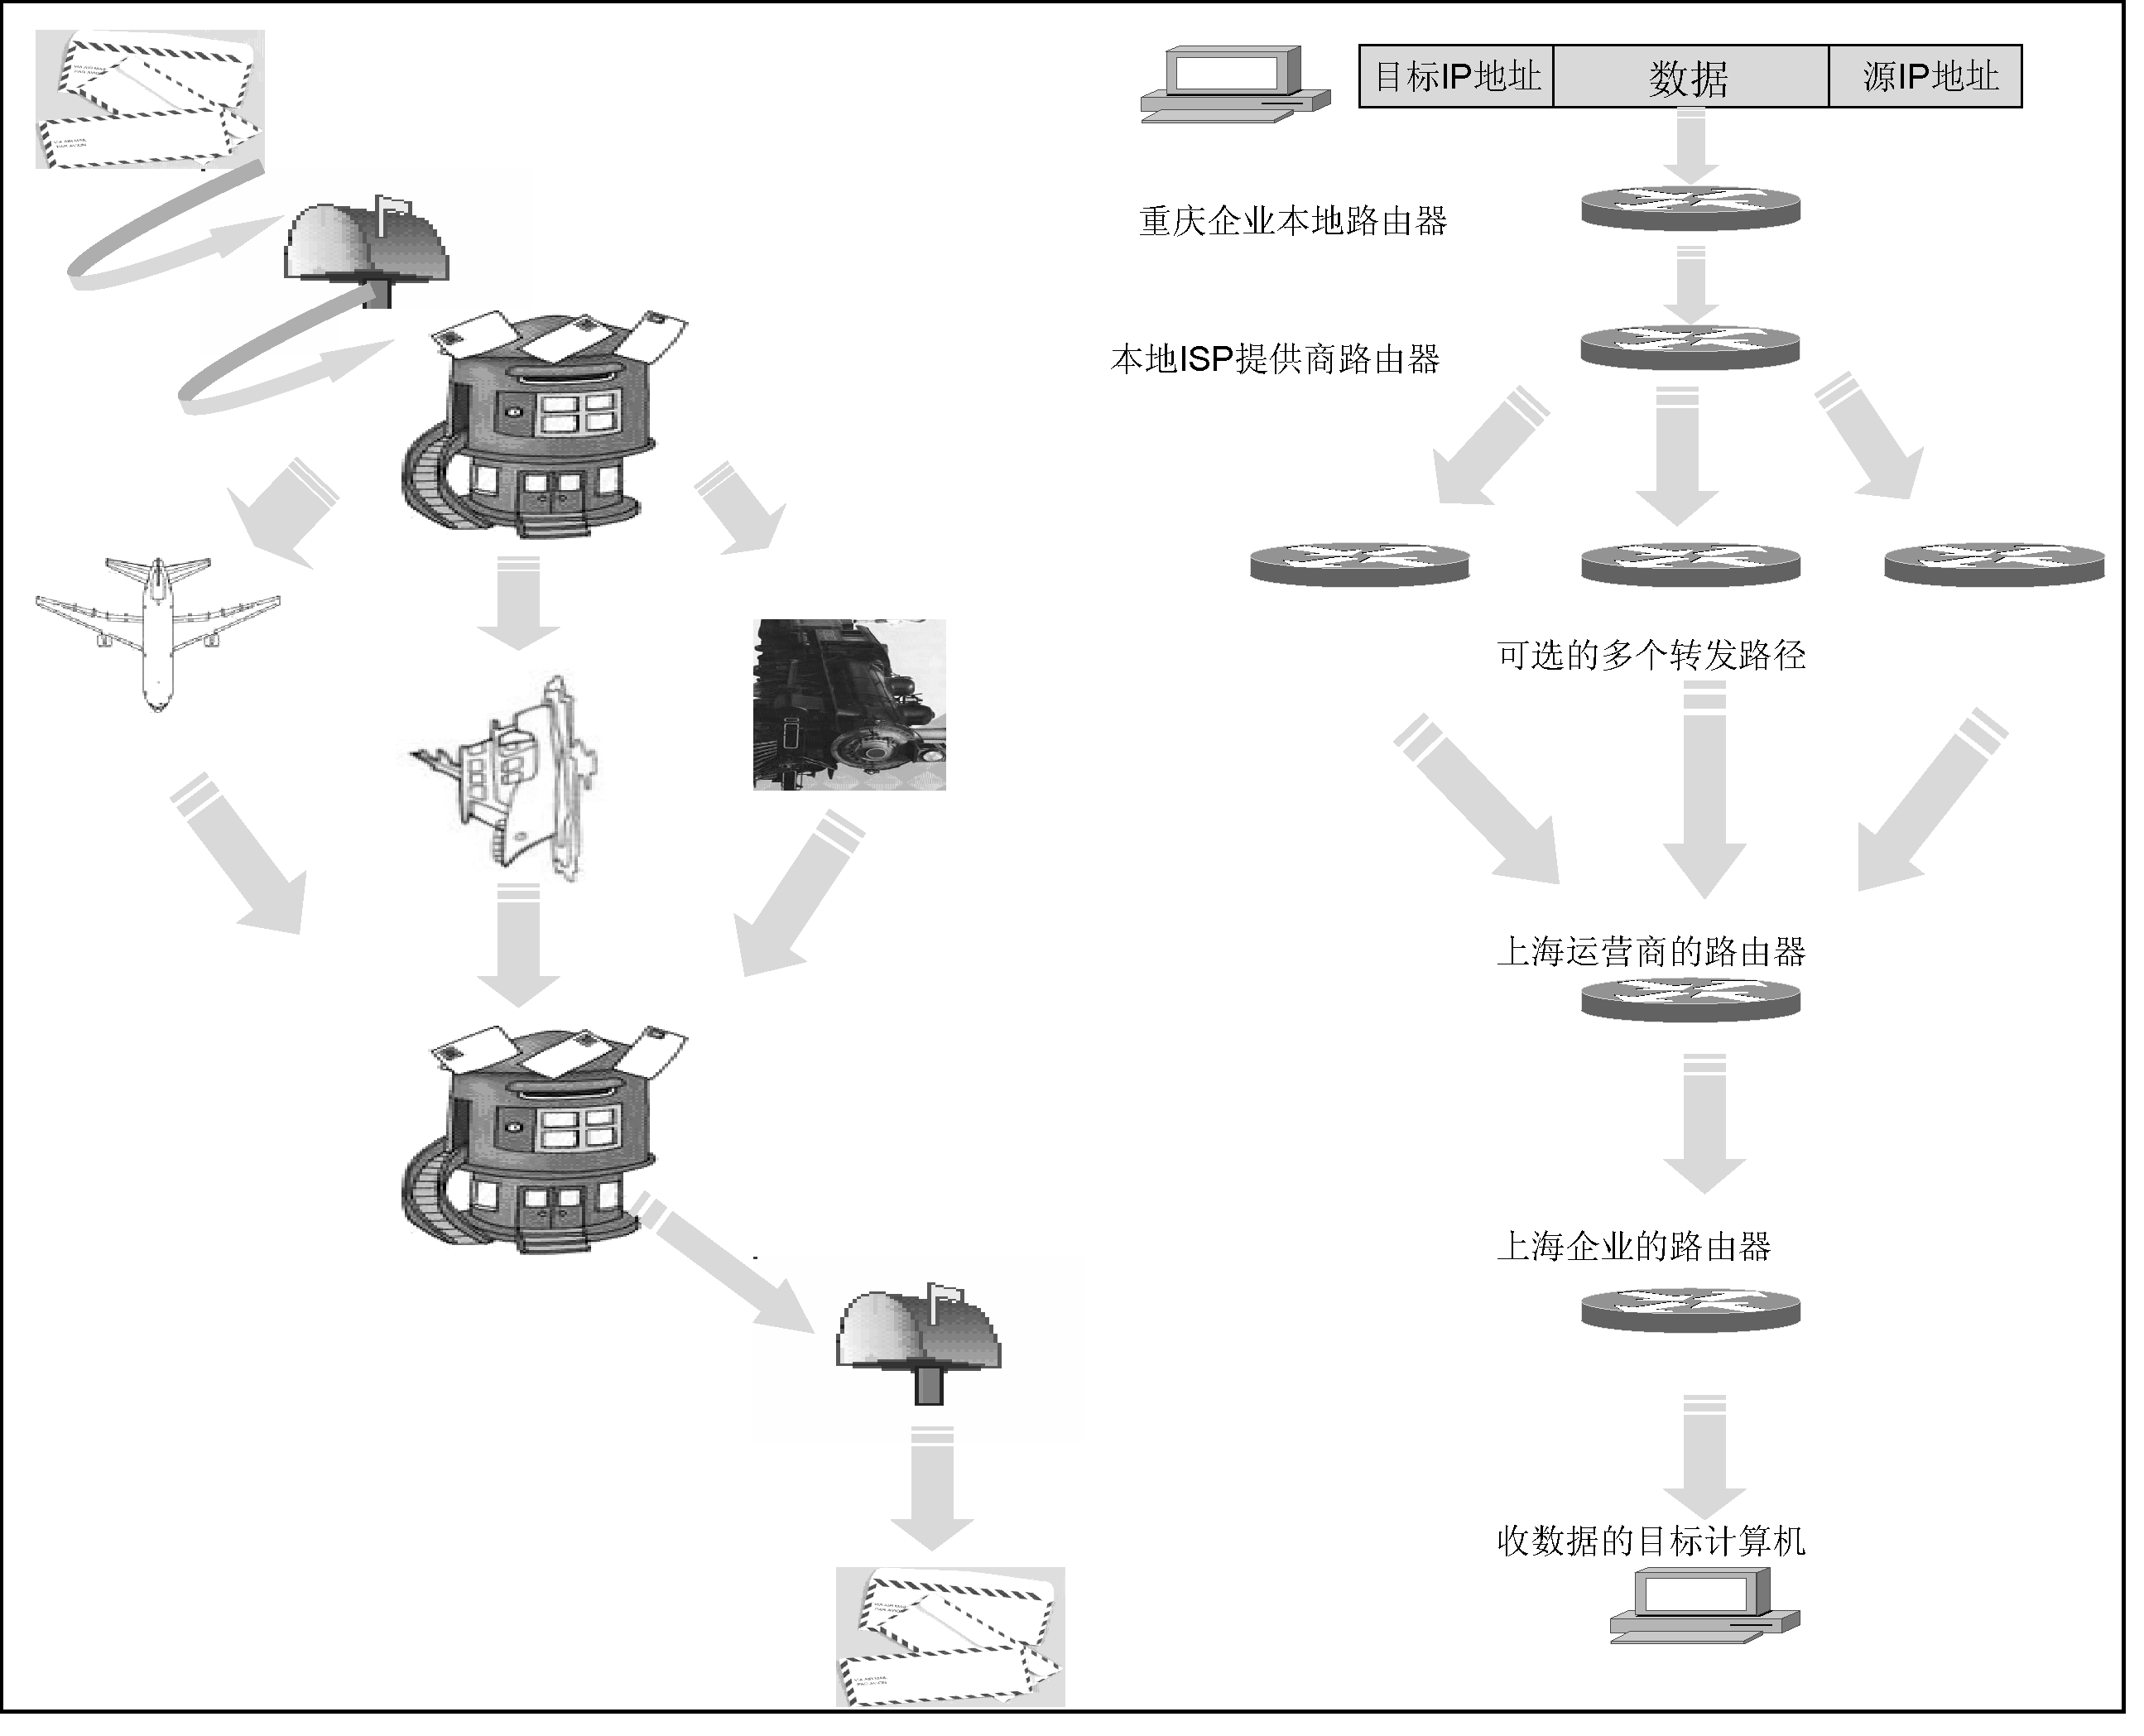 目标IP地址 数据 源IP地址
重庆企业本地路由器
本地ISP提供商路由器
可选的多个转发路径
上海运营商的路由器
上海企业的路由器
收数据的目标计算机